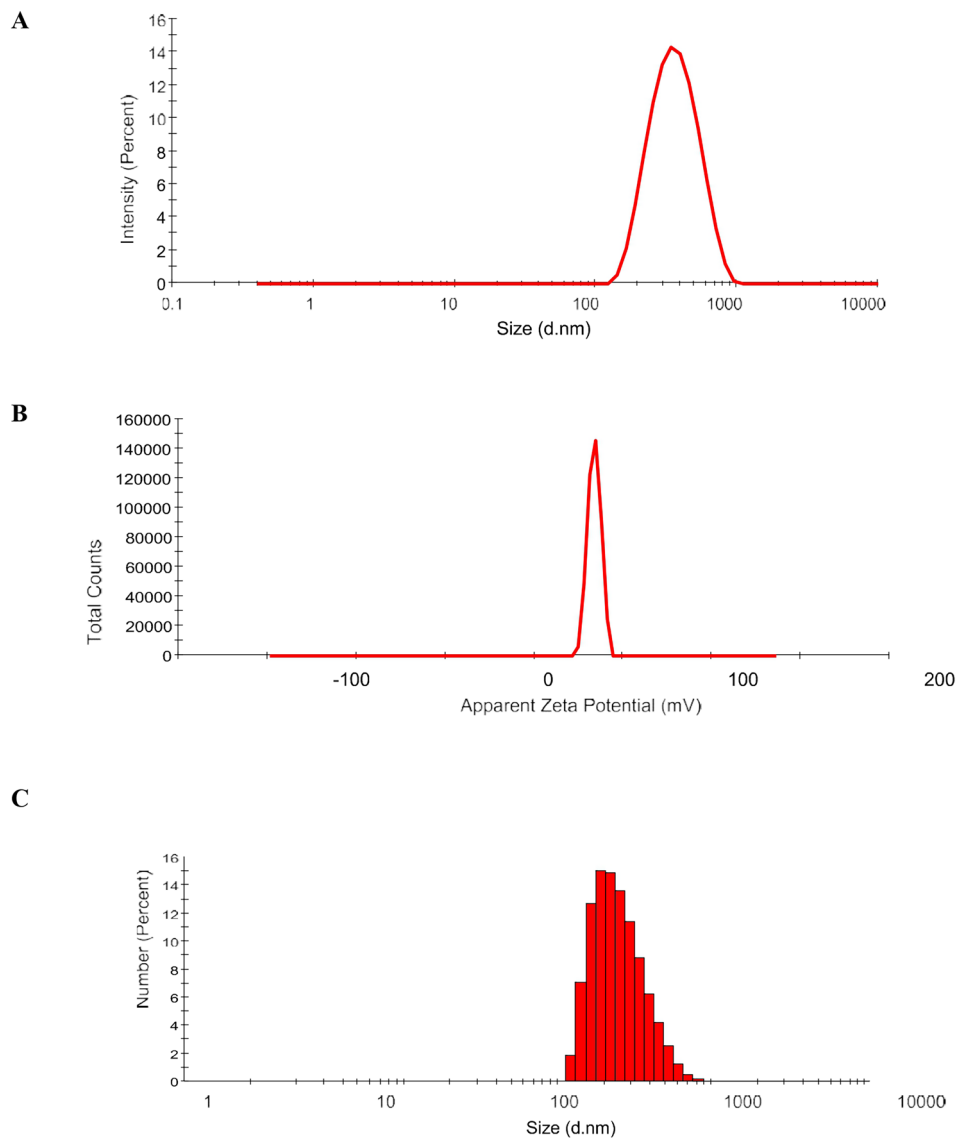 A
16
14
12
10
8
6
4
2
0
Intensity (Percent)
0.1 1 10 100 1000 10000
Size (d.nm)
B
160000
140000
120000
100000
80000
60000
40000
20000
0
Total Counts
-100 0 100 200
Apparent Zeta Potential (mV)
C
16
14
12
10
8
6
4
2
0
Number (Percent)
1 10 100 1000 10000
Size (d.nm)